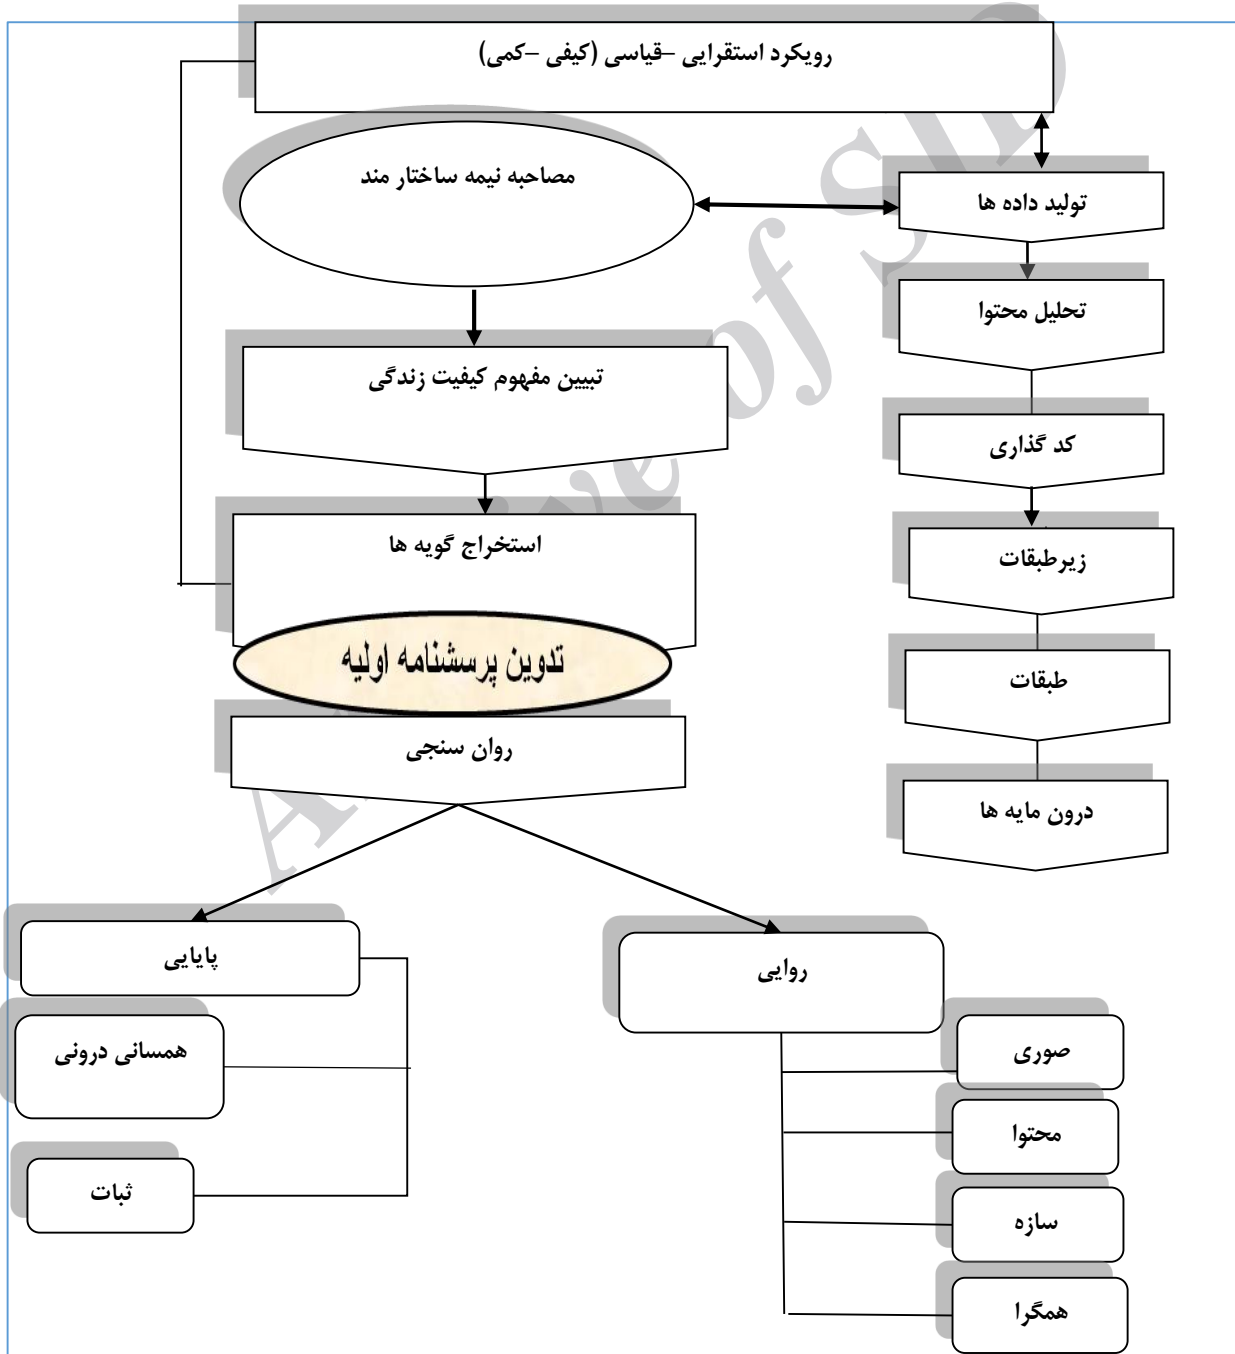 رویکرد استقرایی –قیاسی (کیفی –کمی)
مصاحبه نیمه ساختار مند
تولید داده ها
تحلیل محتوا
تبیین مفهوم کیفیت زندگی
کد گذاری
استخراج گویه ها
زیرطبقات
تدوین پرسشنامه اولیه
طبقات
روان سنجی
درون مایه ها
پایایی
روایی
همسانی درونی
صوری
محتوا
ثبات
سازه
همگرا